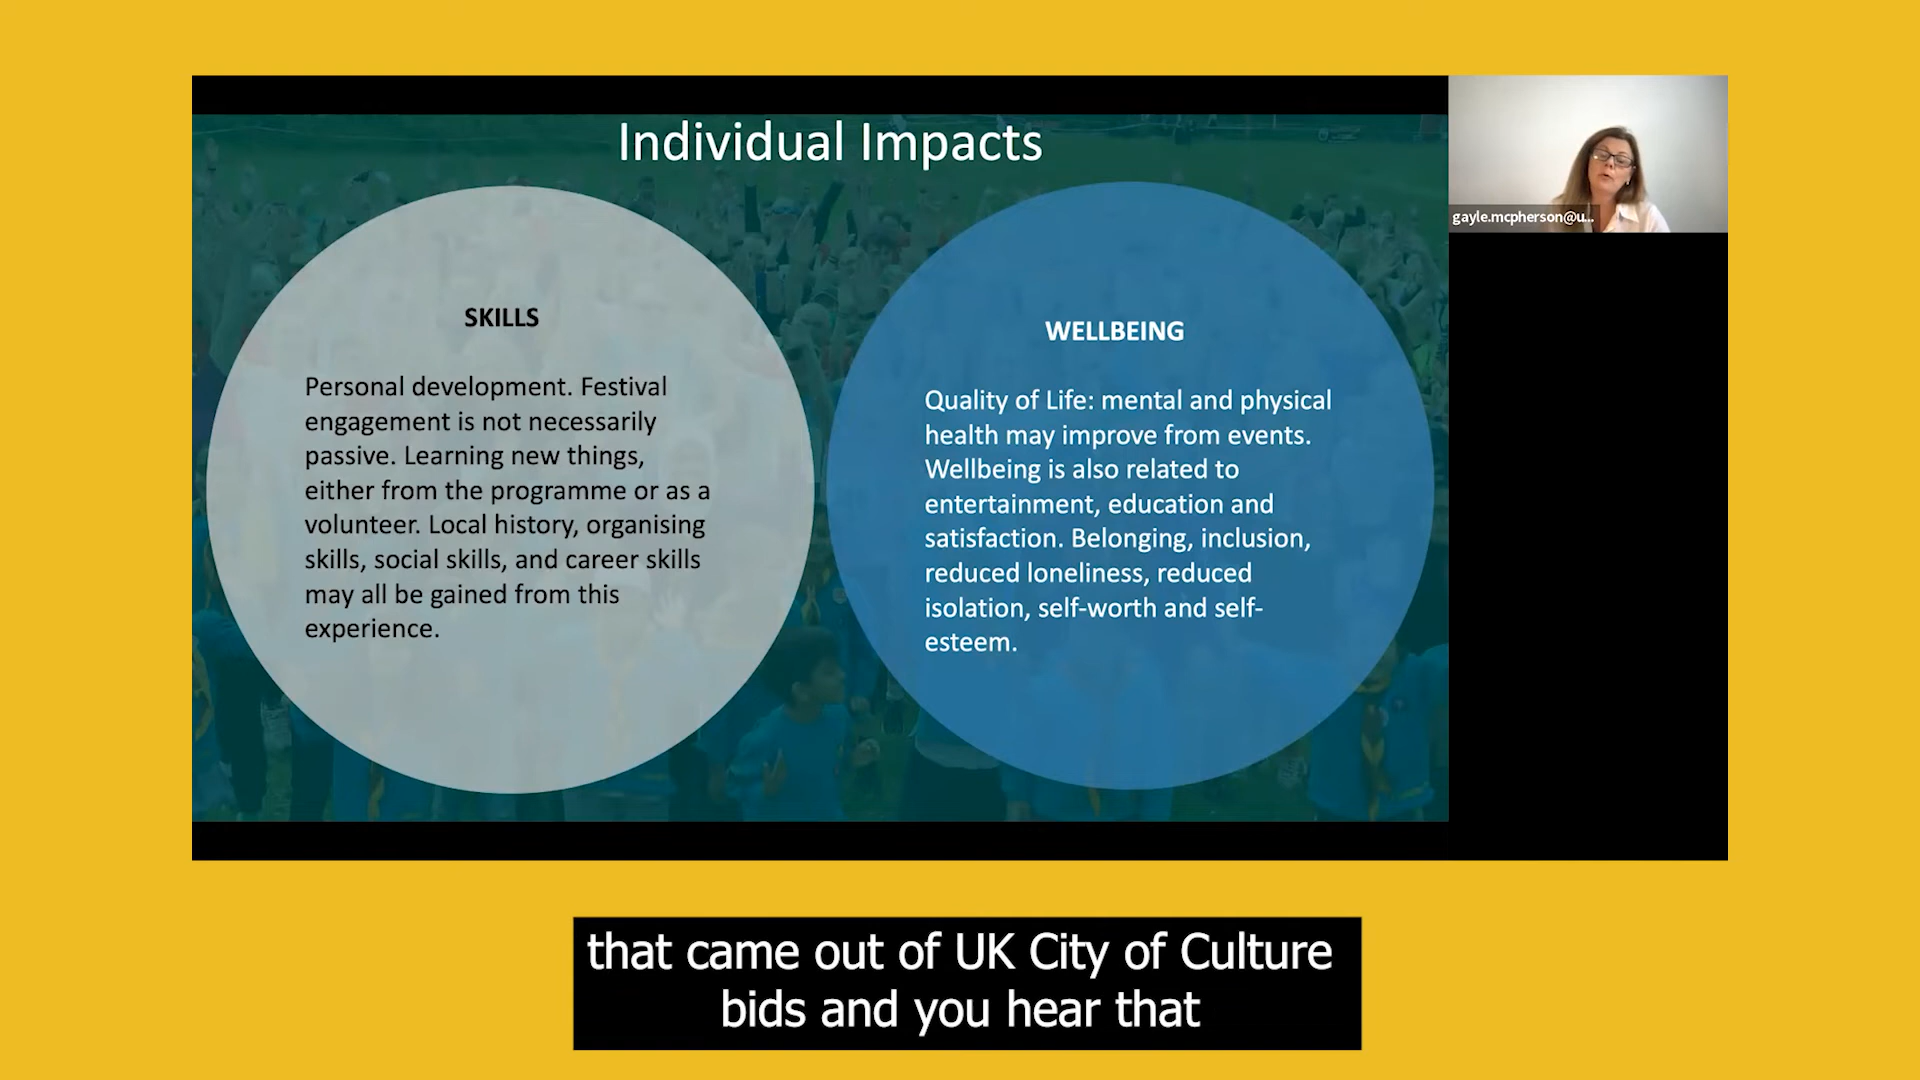 Individual Impacts
SKILLS
Personal development. Festival
engagement is not necessarily
passive. Learning new things,
either from the programme or as a
volunteer. Local history, organising
skills, social skills, and career skills
may all be gained from this
experience.
WELLBEING
Quality of Life: mental and physical
health may improve from events.
Wellbeing is also related to
entertainment, education and
satisfaction. Belonging, inclusion,
reduced loneliness, reduced
isolation, self-worth and self-
esteem.
gayle.mcpherson@u...
that came out of UK City of Culture
bids and you hear that